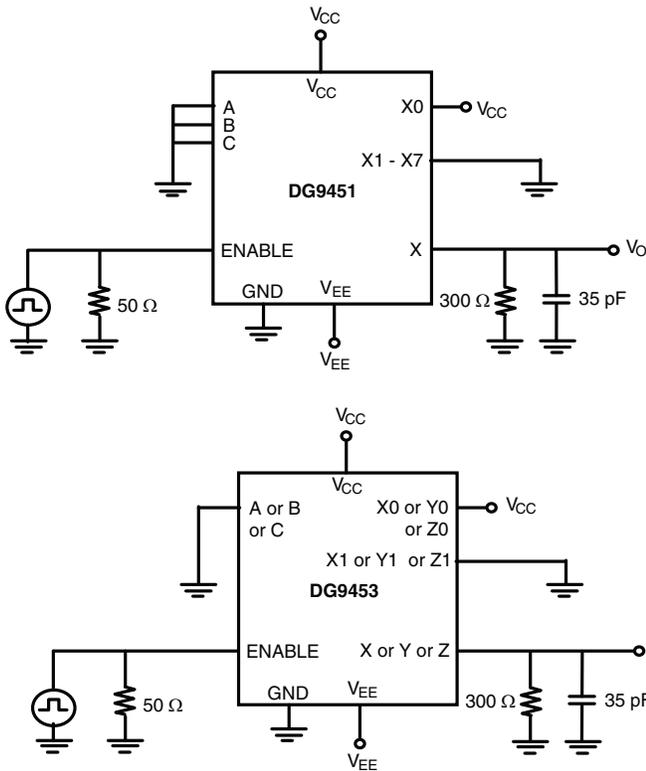 VCC
VCC
A
B
C
X0
VCC
X1 - X7
DG9451
ENABLE
X
VO
50 Ω
GND
VEE
300 Ω
35 pF
VEE
VCC
VCC
A or B
or C
X0 or Y0
or Z0
VCC
X1 or Y1 or Z1
DG9453
ENABLE
X or Y or Z
50 Ω
GND
VEE
300 Ω
35 pF
VEE